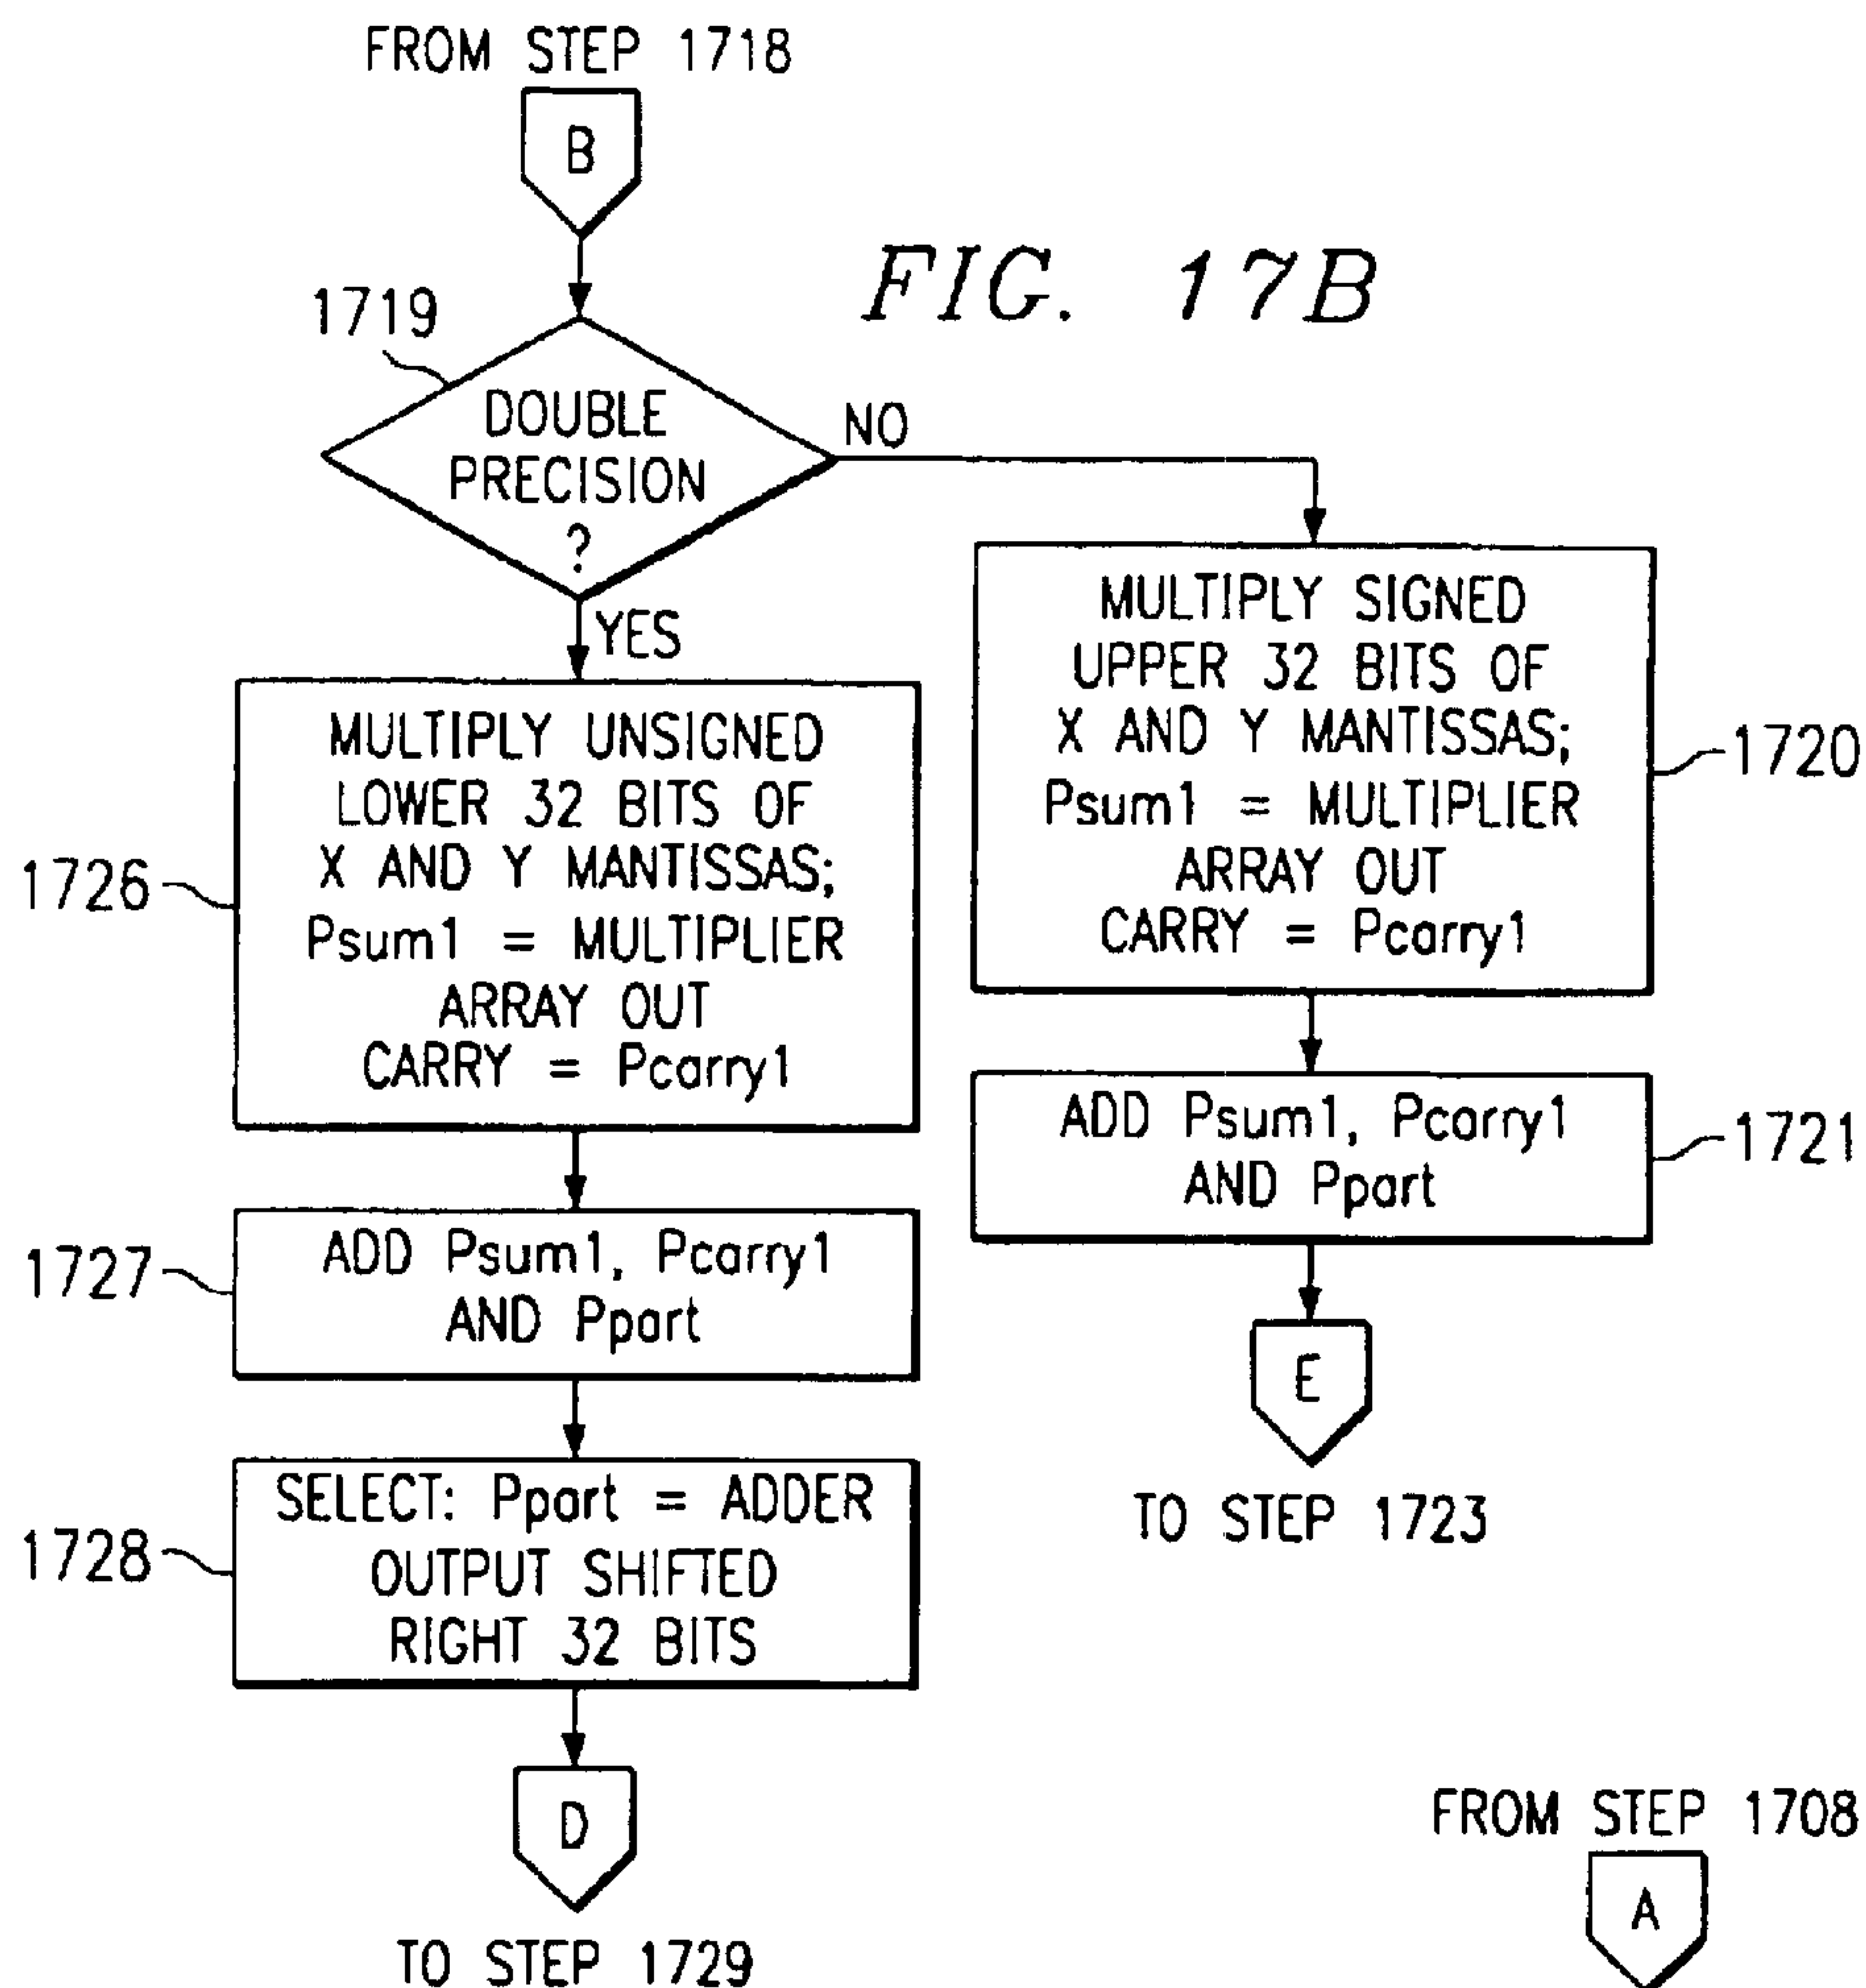 FROM STEP 1718
B
FIG. 17B
1719
DOUBLE
PRECISION
?
NO
YES
MULTIPLY UNSIGNED
LOWER 32 BITS OF
X AND Y MANTISSAS;
Psum1 = MULTIPLIER
ARRAY OUT
CARRY = Pcarry1
1726
ADD Psum1, Pcarry1
AND Ppart
1727
SELECT: Ppart = ADDER
OUTPUT SHIFTED
RIGHT 32 BITS
1728
D
TO STEP 1729
MULTIPLY SIGNED
UPPER 32 BITS OF
X AND Y MANTISSAS;
Psum1 = MULTIPLIER
ARRAY OUT
CARRY = Pcarry1
1720
ADD Psum1, Pcarry1
AND Ppart
1721
E
TO STEP 1723
FROM STEP 1708
A